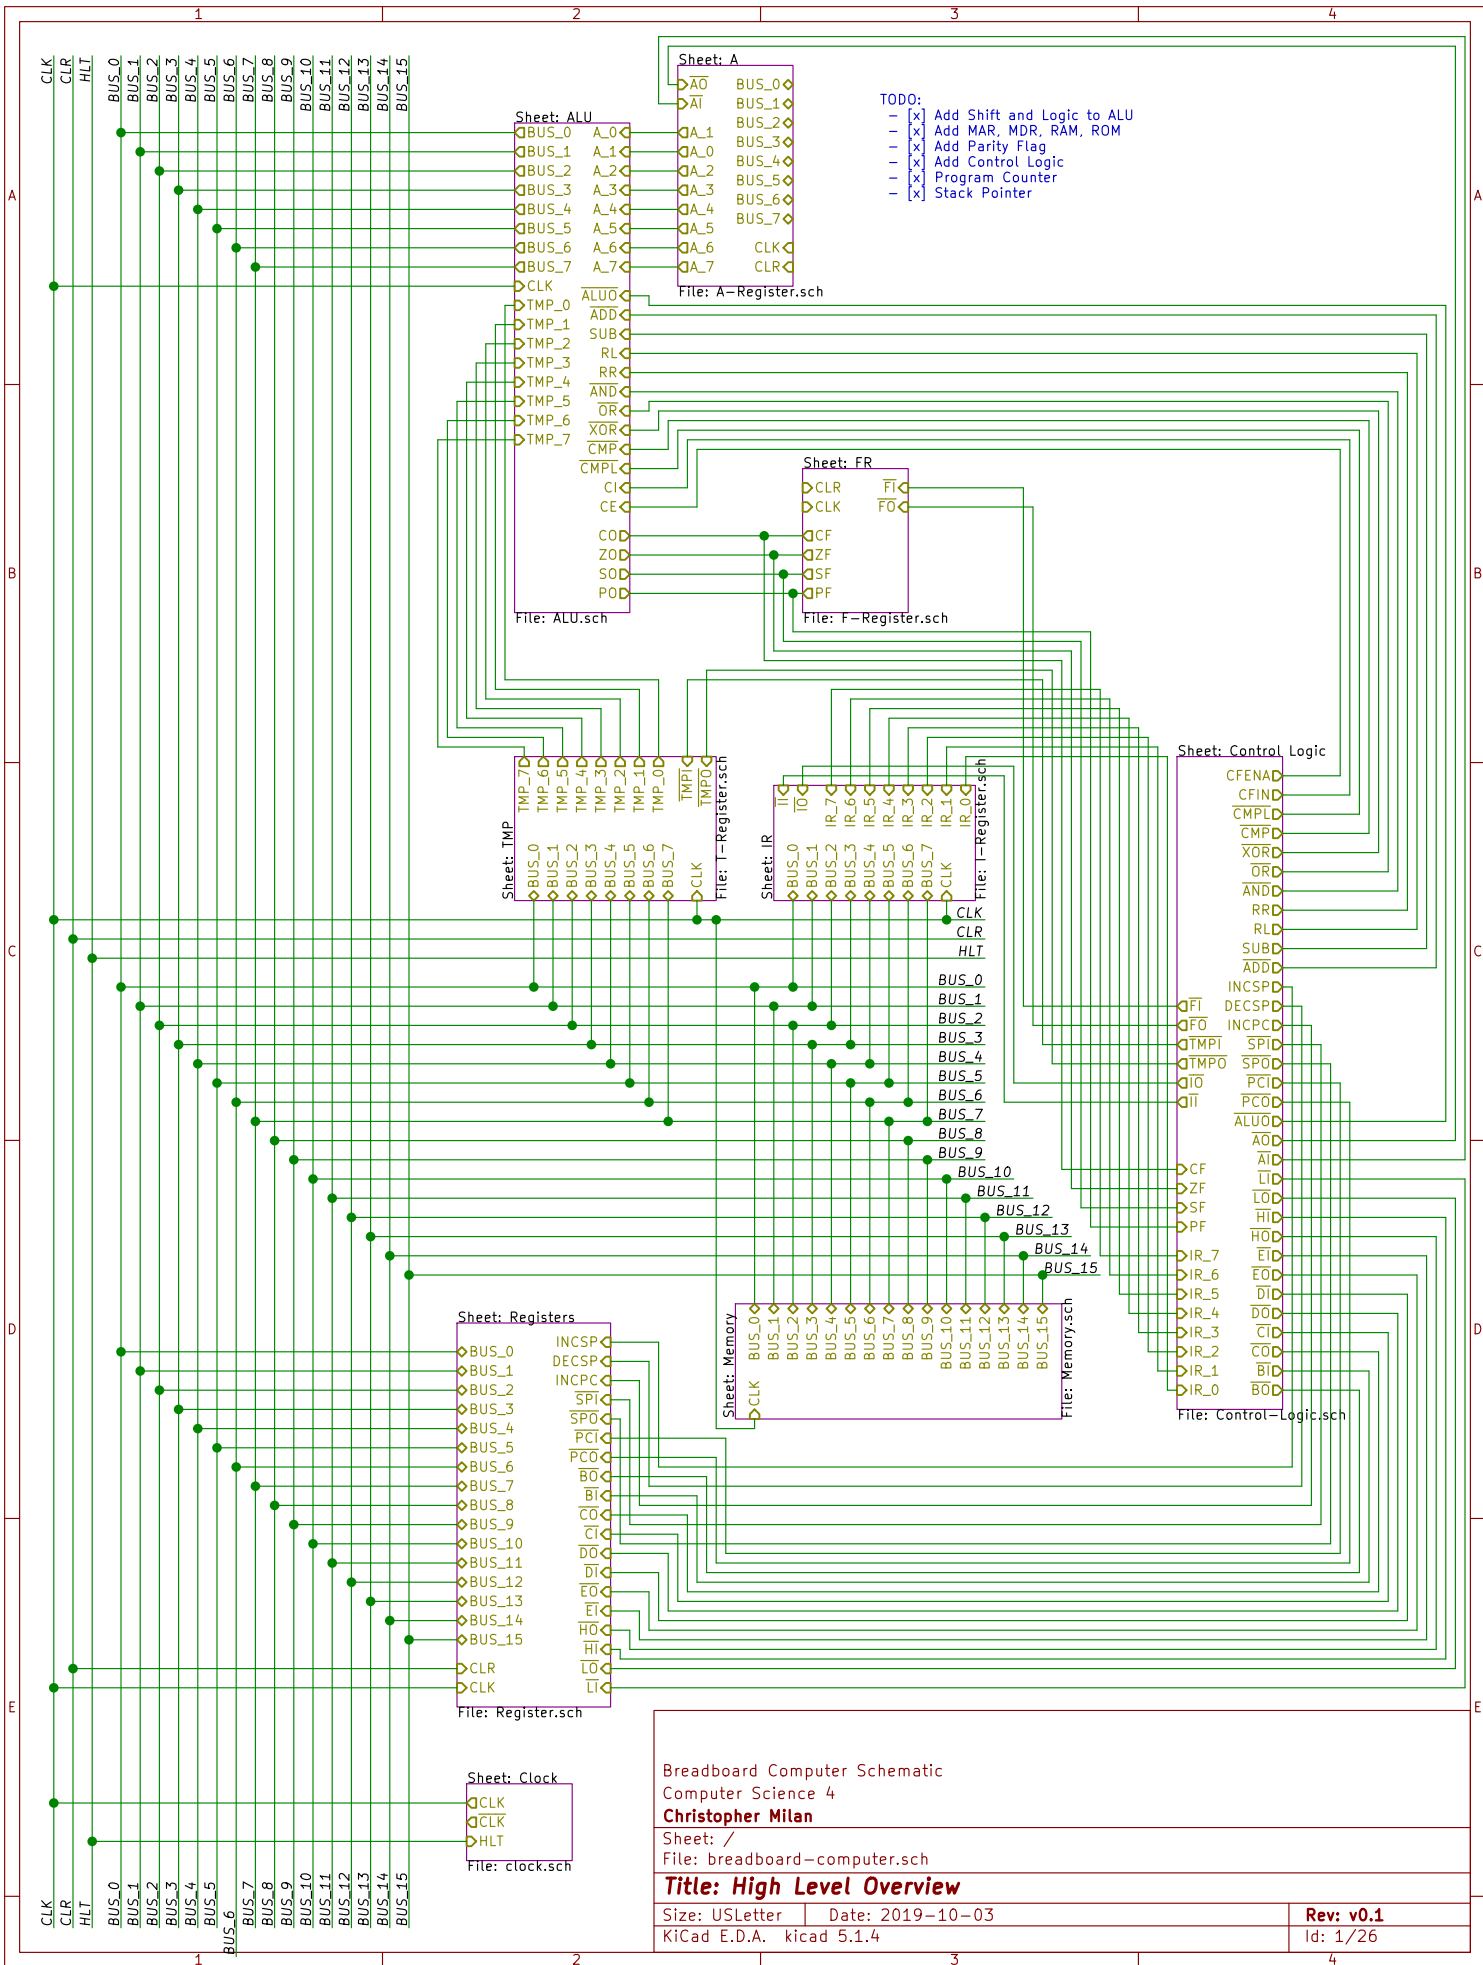 1 2 3 4
CLK
CLR
HLT
BUS_0
BUS_1
BUS_2
BUS_3
BUS_4
BUS_5
BUS_6
BUS_7
BUS_8
BUS_9
BUS_10
BUS_11
BUS_12
BUS_13
BUS_14
BUS_15
Sheet: A
AO BUS_0
AI BUS_1
BUS_2
A_1 BUS_3
A_0 BUS_4
A_2 BUS_5
A_3 BUS_6
A_4 BUS_7
A_5
A_6 CLK
A_7 CLR
File: A-Register.sch
TODO:
- [x] Add Shift and Logic to ALU
- [x] Add MAR, MDR, RAM, ROM
- [x] Add Parity Flag
- [x] Add Control Logic
- [x] Program Counter
- [x] Stack Pointer
Sheet: ALU
BUS_0 A_0
BUS_1 A_1
BUS_2 A_2
BUS_3 A_3
BUS_4 A_4
BUS_5 A_5
BUS_6 A_6
BUS_7 A_7
CLK
ALUO
TMP_0
ADD
TMP_1
SUB
TMP_2
RL
TMP_3
RR
TMP_4
AND
TMP_5
OR
TMP_6
XOR
TMP_7
CMP
CMPL
CI
CE
CO
ZO
SO
PO
File: ALU.sch
Sheet: FR
CLR FI
CLK FO
CF
ZF
SF
PF
File: F-Register.sch
A A
B B
C C
D D
E E
Sheet: TMP
TMP_7
TMP_6
TMP_5
TMP_4
TMP_3
TMP_2
TMP_1
TMP_0
TMPI
TMPO
BUS_0
BUS_1
BUS_2
BUS_3
BUS_4
BUS_5
BUS_6
BUS_7
CLK
File: T-Register.sch
Sheet: IR
II
IO
IR_7
IR_6
IR_5
IR_4
IR_3
IR_2
IR_1
IR_0
BUS_0
BUS_1
BUS_2
BUS_3
BUS_4
BUS_5
BUS_6
BUS_7
CLK
File: I-Register.sch
CLK
CLR
HLT
BUS_0
BUS_1
BUS_2
BUS_3
BUS_4
BUS_5
BUS_6
BUS_7
BUS_8
BUS_9
BUS_10
BUS_11
BUS_12
BUS_13
BUS_14
BUS_15
Sheet: Control Logic
CFENA
CFIN
CMPL
CMP
XOR
OR
AND
RR
RL
SUB
ADD
INCSP
FI DECSP
FO INCPC
TMPI SPI
TMPO SPO
IO PCI
II PCO
ALUO
AO
AI
CF LI
ZF LO
SF HI
PF HO
IR_7 EI
IR_6 EO
IR_5 DI
IR_4 DO
IR_3 CI
IR_2 CO
IR_1 BI
IR_0 BO
File: Control-Logic.sch
Sheet: Memory
BUS_0
BUS_1
BUS_2
BUS_3
BUS_4
BUS_5
BUS_6
BUS_7
BUS_8
BUS_9
BUS_10
BUS_11
BUS_12
BUS_13
BUS_14
BUS_15
CLK
File: Memory.sch
Sheet: Registers
INCSP
BUS_0
DECSP
BUS_1
INCPC
BUS_2
SPI
BUS_3
SPO
BUS_4
PCI
BUS_5
PCO
BUS_6
BO
BUS_7
BI
BUS_8
CO
BUS_9
CI
BUS_10
DO
BUS_11
DI
BUS_12
EO
BUS_13
EI
BUS_14
HO
BUS_15
HI
CLR LO
CLK LI
File: Register.sch
Sheet: Clock
CLK
CLK
HLT
File: clock.sch
CLK
CLR
HLT
BUS_0
BUS_1
BUS_2
BUS_3
BUS_4
BUS_5
BUS_6
BUS_7
BUS_8
BUS_9
BUS_10
BUS_11
BUS_12
BUS_13
BUS_14
BUS_15
Breadboard Computer Schematic
Computer Science 4
Christopher Milan
Sheet: /
File: breadboard-computer.sch
Title: High Level Overview
Size: USLetter Date: 2019-10-03 Rev: v0.1
KiCad E.D.A. kicad 5.1.4 Id: 1/26
1 2 3 4